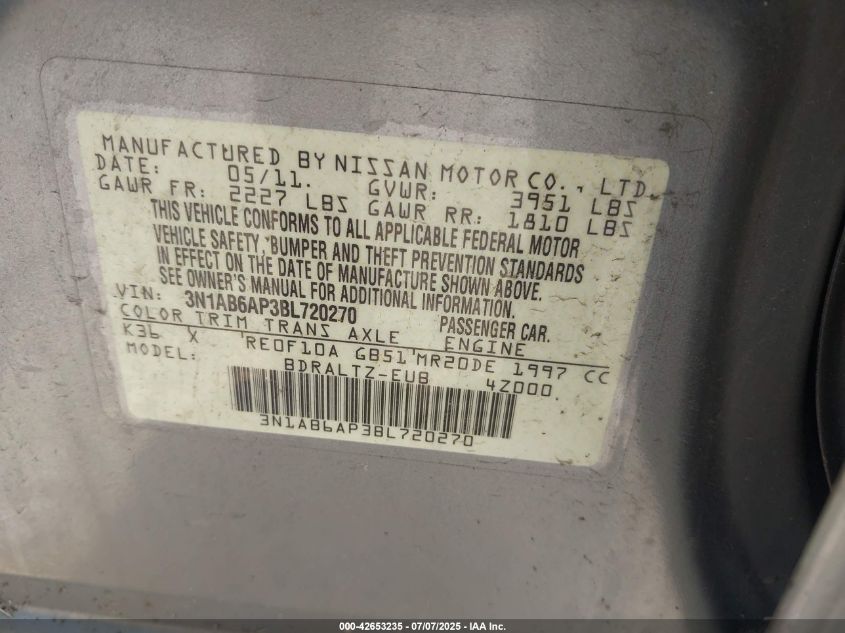 MANUFACTURED BY NISSAN MOTOR CO., LTD.
DATE: 05/11. GVWR: 3951 LBS
GAWR FR: 2227 LBS GAWR RR: 1810 LBS
THIS VEHICLE CONFORMS TO ALL APPLICABLE FEDERAL MOTOR
VEHICLE SAFETY, BUMPER AND THEFT PREVENTION STANDARDS
IN EFFECT ON THE DATE OF MANUFACTURE SHOWN ABOVE.
SEE OWNER'S MANUAL FOR ADDITIONAL INFORMATION.
VIN: 3N1AB6AP3BL720270 PASSENGER CAR.
COLOR TRIM TRANS AXLE ENGINE
K36 X RE0F10A GB51 MR20DE 1997 CC
MODEL: BDRALTZ-EUB 4Z000.
3N1AB6AP3BL720270
000-42653235 - 07/07/2025 - IAA Inc.